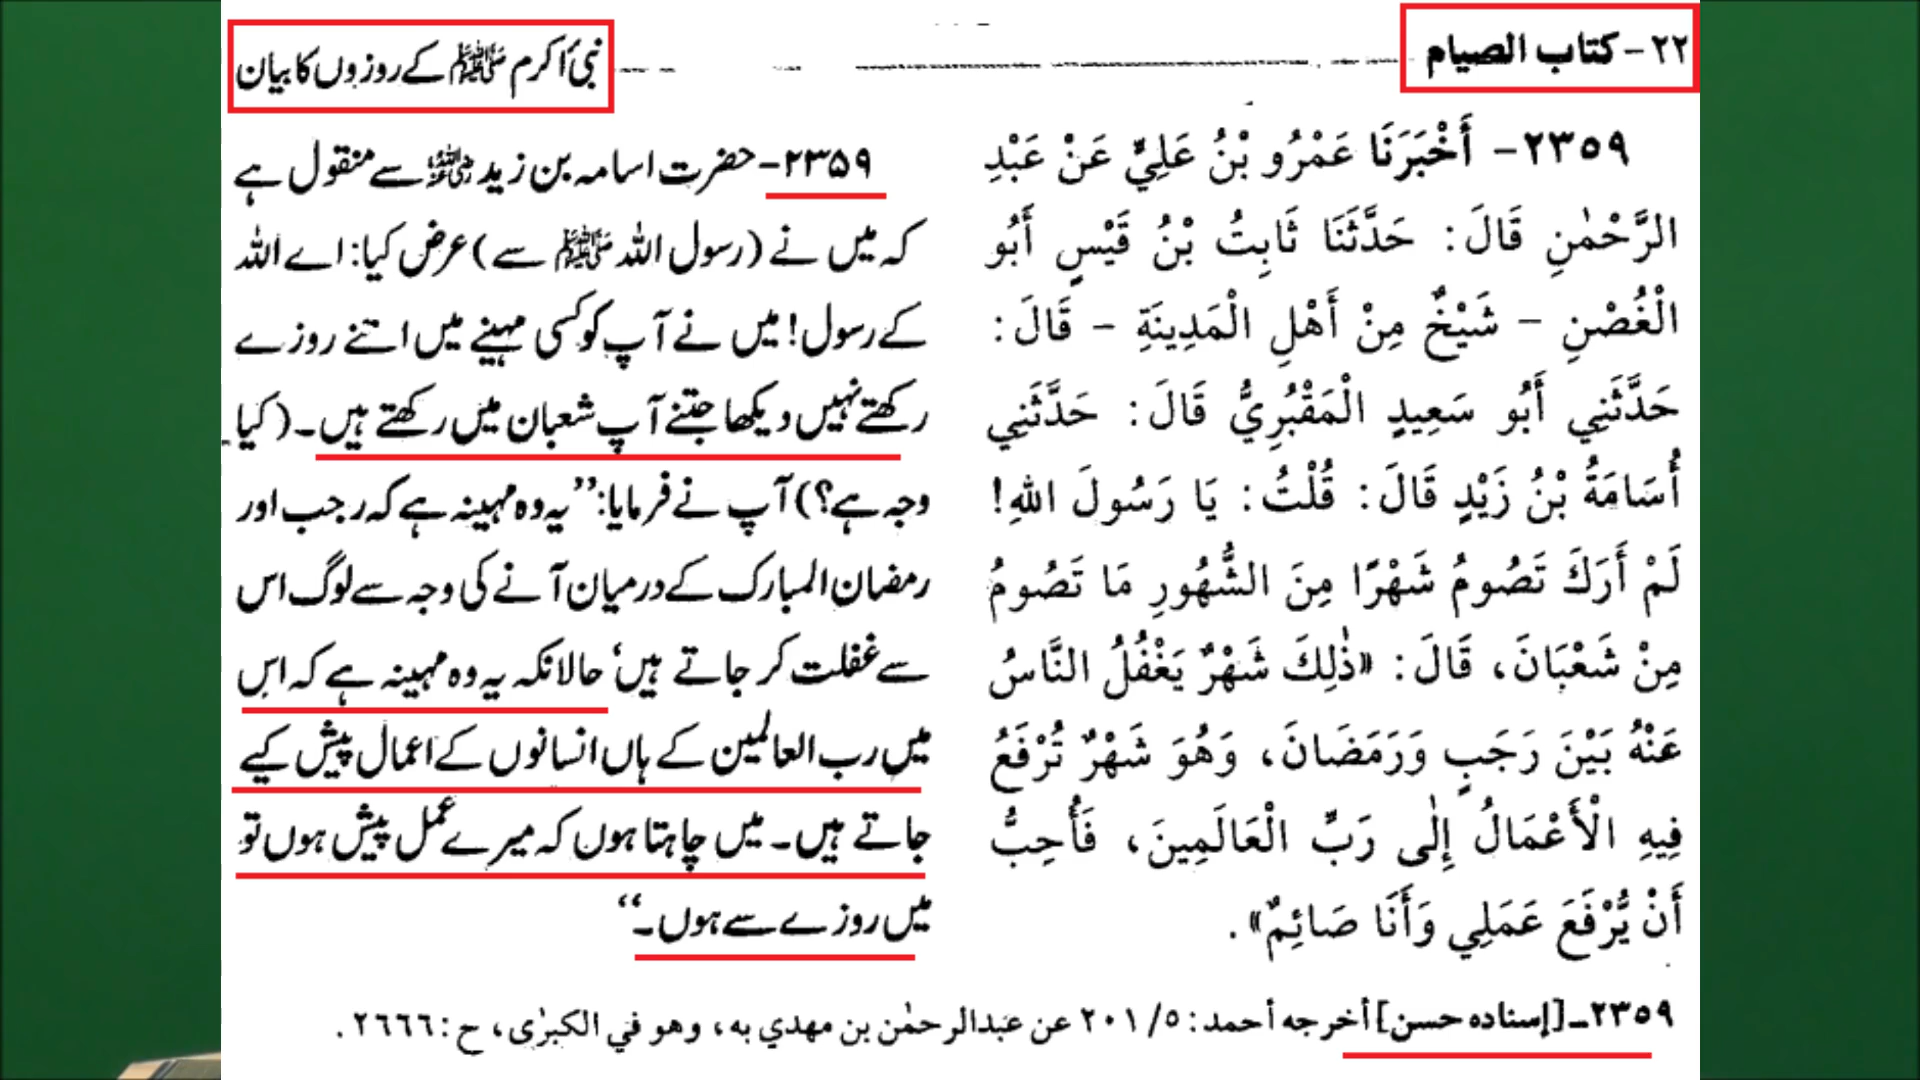 ٢٢- كتاب الصيام
نبیٔ اکرم ﷺ کے روزوں کا بیان
٢٣٥٩- أَخْبَرَنَا عَمْرُو بْنُ عَلِيٍّ عَنْ عَبْدِ
الرَّحْمٰنِ قَالَ: حَدَّثَنَا ثَابِتُ بْنُ قَيْسٍ أَبُو
الْغُصْنِ - شَيْخٌ مِنْ أَهْلِ الْمَدِينَةِ - قَالَ:
حَدَّثَنِي أَبُو سَعِيدٍ الْمَقْبُرِيُّ قَالَ: حَدَّثَنِي
أُسَامَةُ بْنُ زَيْدٍ قَالَ: قُلْتُ: يَا رَسُولَ اللهِ!
لَمْ أَرَكَ تَصُومُ شَهْرًا مِنَ الشُّهُورِ مَا تَصُومُ
مِنْ شَعْبَانَ، قَالَ: «ذٰلِكَ شَهْرٌ يَغْفُلُ النَّاسُ
عَنْهُ بَيْنَ رَجَبٍ وَرَمَضَانَ، وَهُوَ شَهْرٌ تُرْفَعُ
فِيهِ الْأَعْمَالُ إِلٰى رَبِّ الْعَالَمِينَ، فَأُحِبُّ
أَنْ يُّرْفَعَ عَمَلِي وَأَنَا صَائِمٌ».
۲۳۵۹- حضرت اسامہ بن زید ﷜ سے منقول ہے
کہ میں نے (رسول اللہ ﷺ سے) عرض کیا: اے اللہ
کے رسول! میں نے آپ کو کسی مہینے میں اتنے روزے
رکھتے نہیں دیکھا جتنے آپ شعبان میں رکھتے ہیں۔ (کیا
وجہ ہے؟) آپ نے فرمایا: ’’یہ وہ مہینہ ہے کہ رجب اور
رمضان المبارک کے درمیان آنے کی وجہ سے لوگ اس
سے غفلت کر جاتے ہیں‘ حالانکہ یہ وہ مہینہ ہے کہ اس
میں رب العالمین کے ہاں انسانوں کے اعمال پیش کیے
جاتے ہیں۔ میں چاہتا ہوں کہ میرے عمل پیش ہوں تو
میں روزے سے ہوں۔‘‘
٢٣٥٩ـ [إسناده حسن] أخرجه أحمد: ٢٠١/٥ عن عبدالرحمٰن بن مهدي به، وهو في الكبرٰى، ح: ٢٦٦٦.